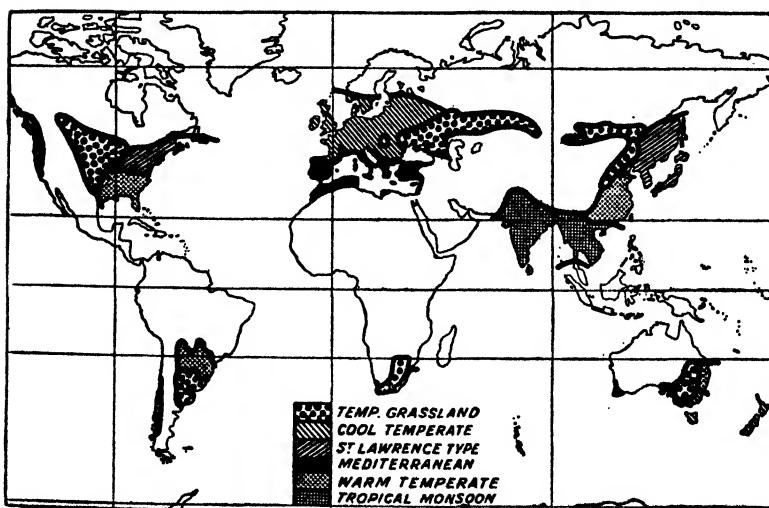 TEMP. GRASSLAND
COOL TEMPERATE
ST LAWRENCE TYPE
MEDITERRANEAN
WARM TEMPERATE
TROPICAL MONSOON